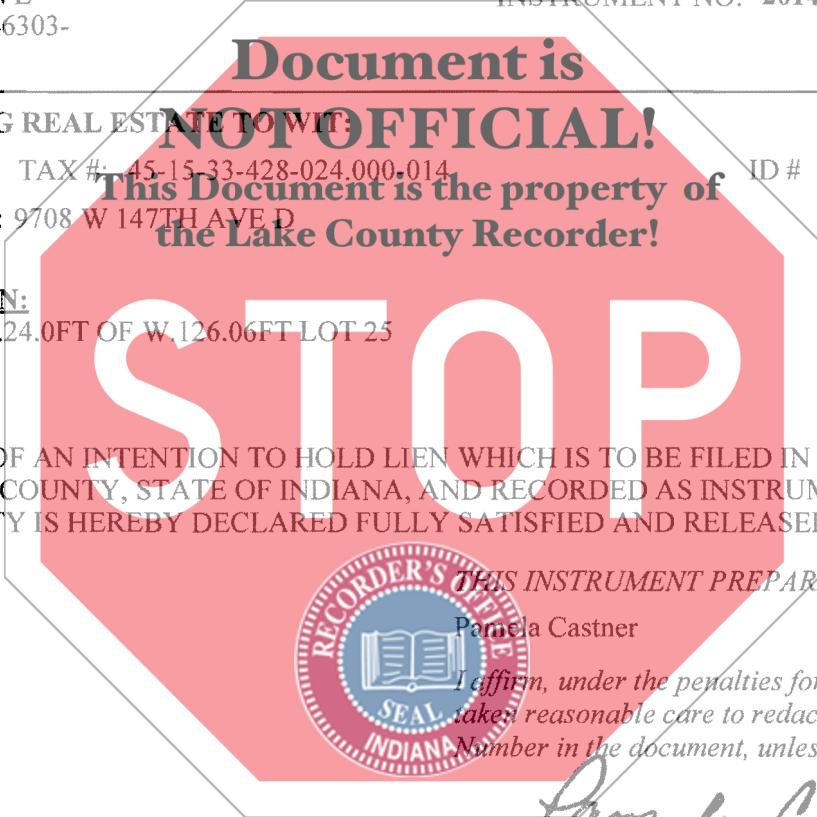 INSTRUMENT NO. 2014
6303-
Document is
NOT OFFICIAL!
G REAL ESTATE TO WIT:
TAX #: 45-15-33-428-024.000-014 ID #
This Document is the property of
: 9708 W 147TH AVE D
the Lake County Recorder!
N:
.24.0FT OF W.126.06FT LOT 25
STOP
OF AN INTENTION TO HOLD LIEN WHICH IS TO BE FILED IN
COUNTY, STATE OF INDIANA, AND RECORDED AS INSTRUM
Y IS HEREBY DECLARED FULLY SATISFIED AND RELEASE
THIS INSTRUMENT PREPAR
Pamela Castner
I affirm, under the penalties for
taken reasonable care to redac
Number in the document, unles
RECORDER'S OFFICE
SEAL
INDIANA